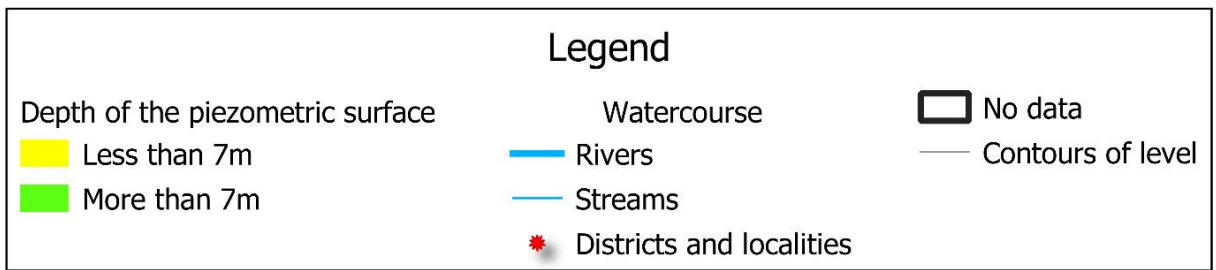 Legend
Depth of the piezometric surface
Less than 7m
More than 7m
Watercourse
Rivers
Streams
Districts and localities
No data
Contours of level